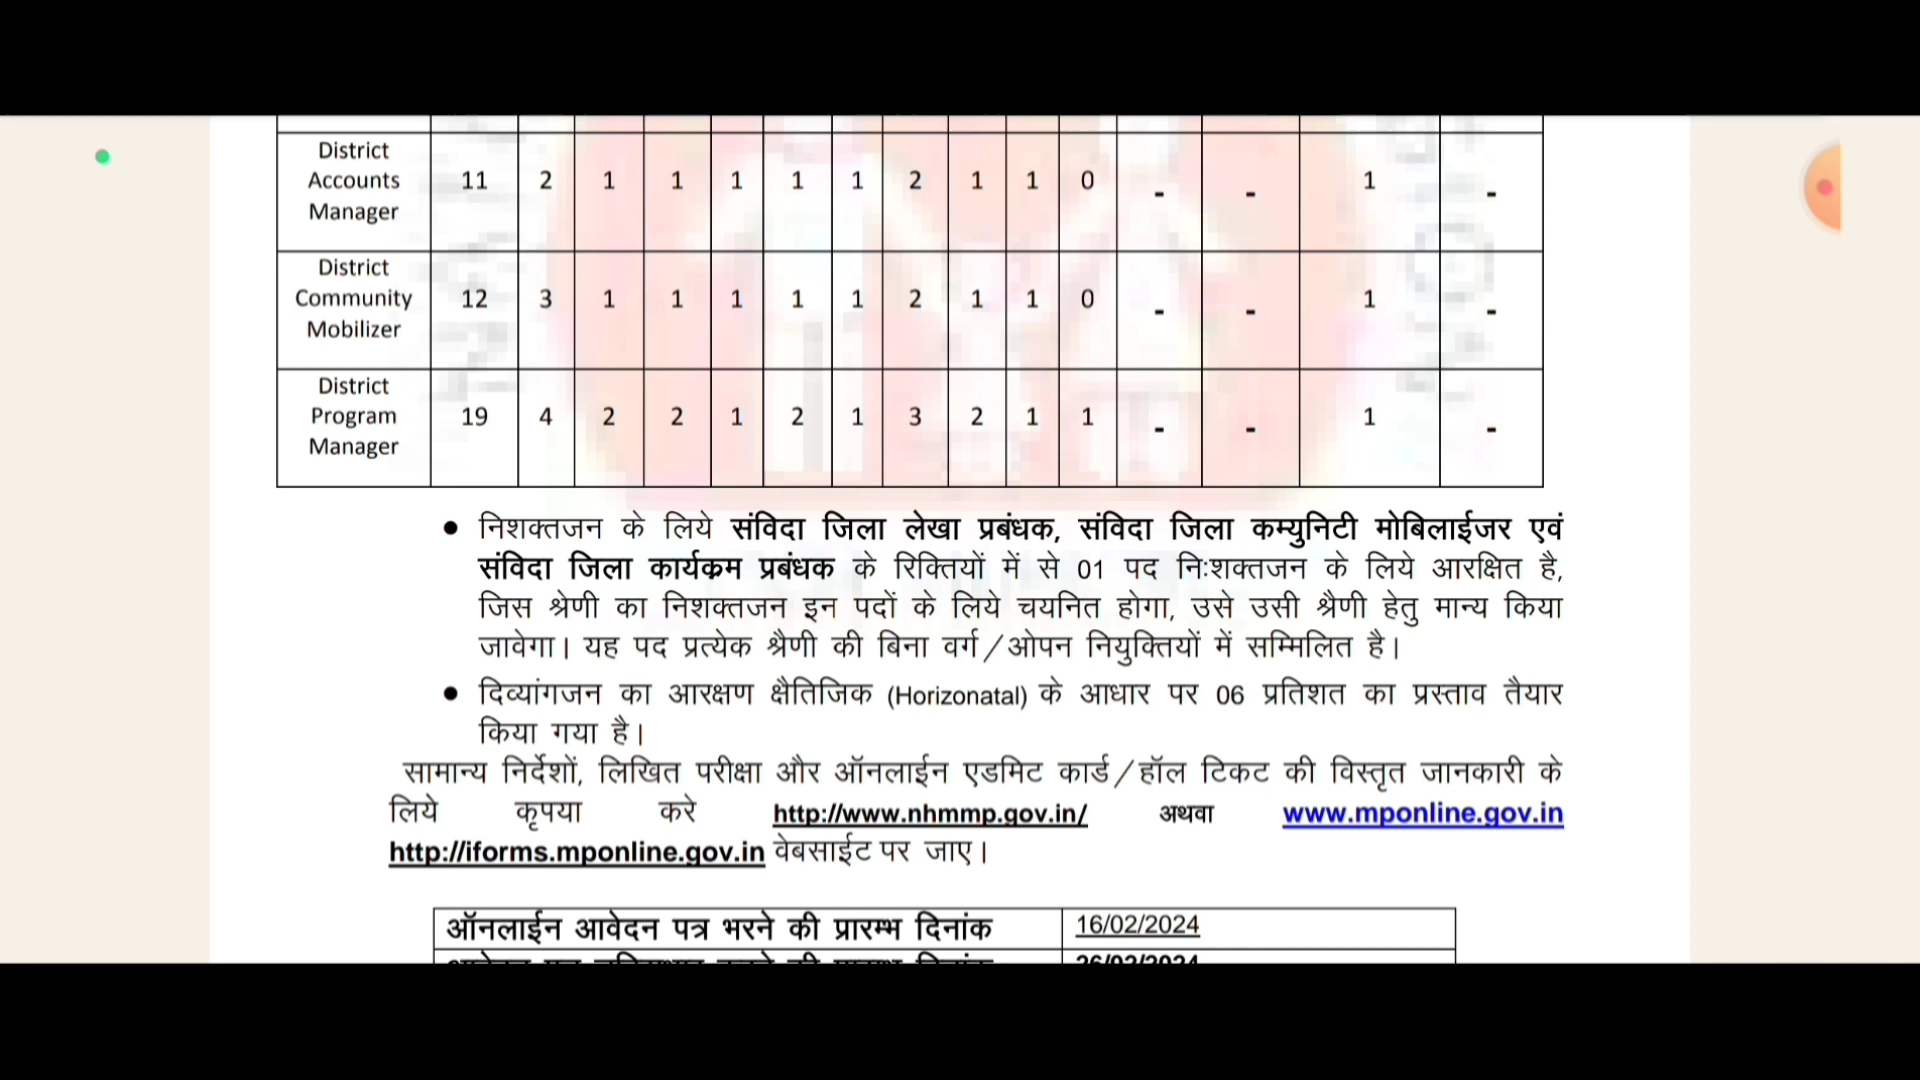 District Accounts Manager 11 2 1 1 1 1 1 2 1 1 0 - - 1 -
District Community Mobilizer 12 3 1 1 1 1 1 2 1 1 0 - - 1 -
District Program Manager 19 4 2 2 1 2 1 3 2 1 1 - - 1 -
● निशक्तजन के लिये संविदा जिला लेखा प्रबंधक, संविदा जिला कम्युनिटी मोबिलाईजर एवं
संविदा जिला कार्यक्रम प्रबंधक के रिक्तियों में से 01 पद निःशक्तजन के लिये आरक्षित है,
जिस श्रेणी का निशक्तजन इन पदों के लिये चयनित होगा, उसे उसी श्रैणी हेतु मान्य किया
जावेगा। यह पद प्रत्येक श्रैणी की बिना वर्ग/ओपन नियुक्तियों में सम्मिलित है।
● दिव्यांगजन का आरक्षण क्षैतिजिक (Horizonatal) के आधार पर 06 प्रतिशत का प्रस्ताव तैयार
किया गया है।
सामान्य निर्देशों, लिखित परीक्षा और ऑनलाईन एडमिट कार्ड/हॉल टिकट की विस्तृत जानकारी के
लिये कृपया करे http://www.nhmmp.gov.in/ अथवा www.mponline.gov.in
http://iforms.mponline.gov.in वेबसाईट पर जाए।
ऑनलाईन आवेदन पत्र भरने की प्रारम्भ दिनांक 16/02/2024